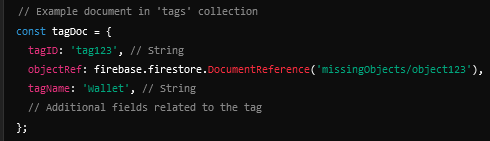 // Example document in 'tags' collection
const tagDoc = {
tagID: 'tag123', // String
objectRef: firebase.firestore.DocumentReference('missingObjects/object123'),
tagName: 'Wallet', // String
// Additional fields related to the tag
};